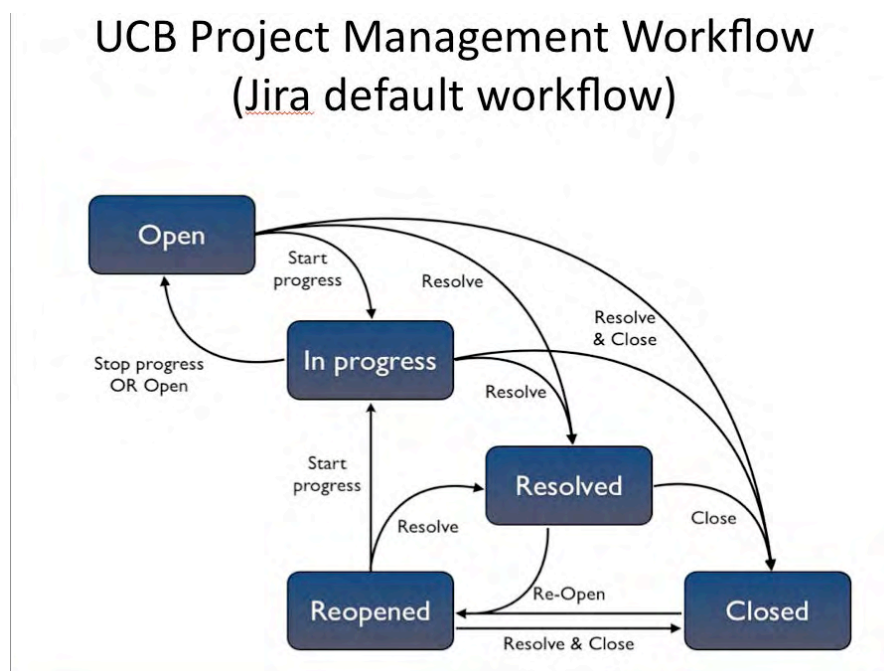 UCB Project Management Workflow
(Jira default workflow)
Open
Start
progress
Resolve
Resolve
& Close
Stop progress
OR Open
In progress
Resolve
Start
progress
Resolved
Resolve
Close
Reopened
Re-Open
Closed
Resolve & Close